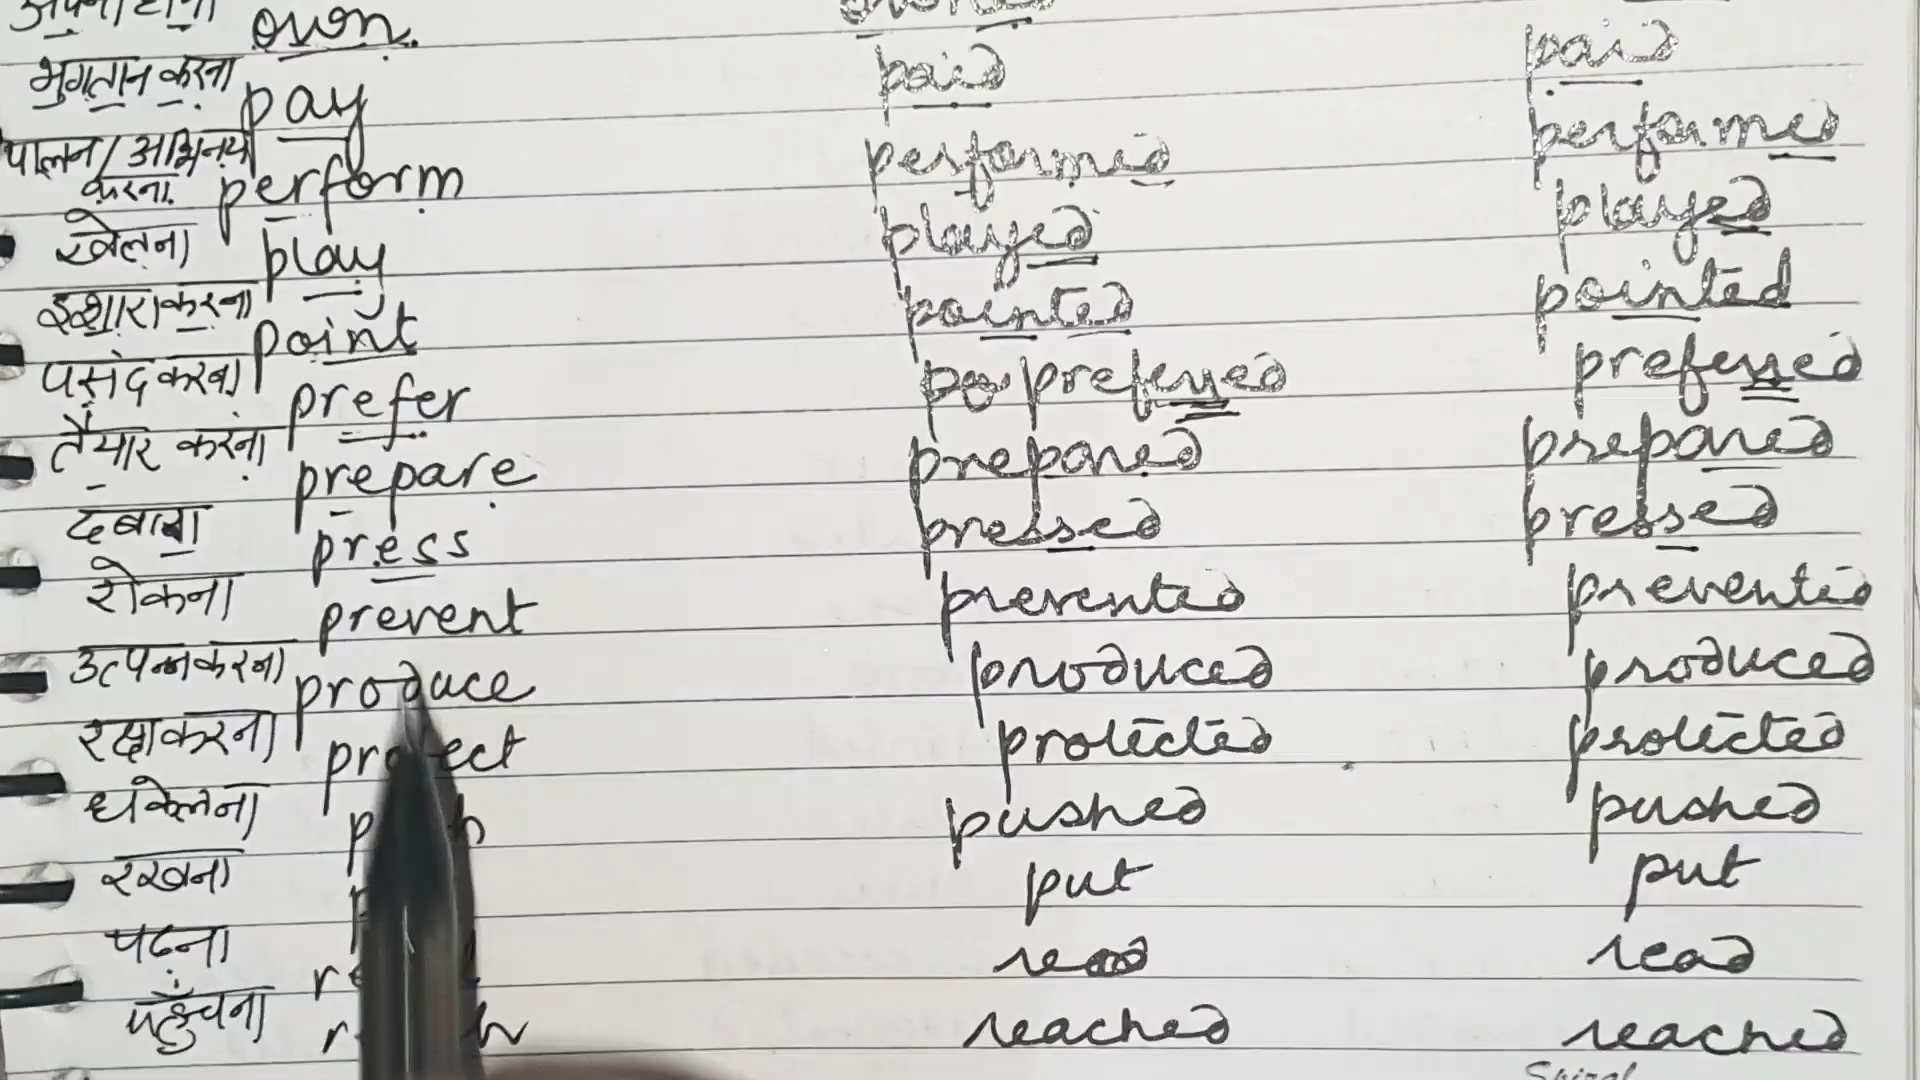 अपना होना own owned
भुगतान करना pay paid paid
पालन/अभिनय करना perform performed performed
खेलना play played played
इशारा करना point pointed pointed
पसंद करना prefer preferred preferred
तैयार करना prepare prepared prepared
दबाना press pressed pressed
रोकना prevent prevented prevented
उत्पन्न करना produce produced produced
रक्षा करना protect protected protected
धकेलना pushed pushed
रखना put put
पढना read read
पहुँचना reached reached
Spiral